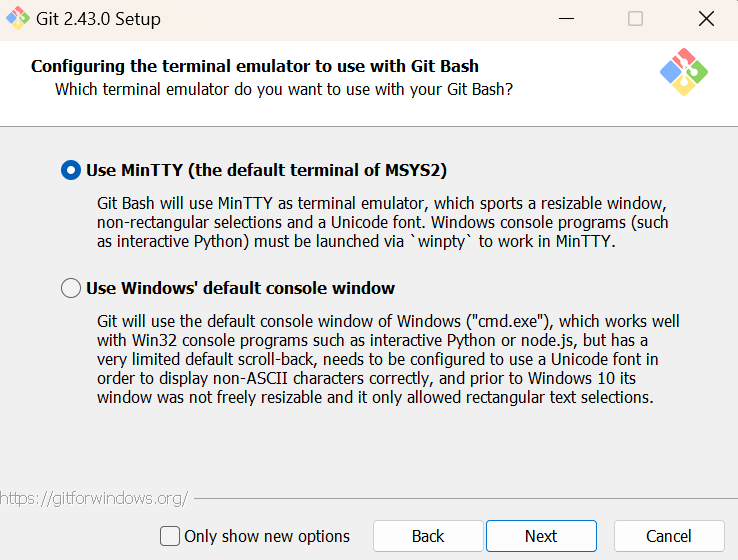 Git 2.43.0 Setup
Configuring the terminal emulator to use with Git Bash
Which terminal emulator do you want to use with your Git Bash?
Use MinTTY (the default terminal of MSYS2)
Git Bash will use MinTTY as terminal emulator, which sports a resizable window,
non-rectangular selections and a Unicode font. Windows console programs (such
as interactive Python) must be launched via `winpty` to work in MinTTY.
Use Windows' default console window
Git will use the default console window of Windows ("cmd.exe"), which works well
with Win32 console programs such as interactive Python or node.js, but has a
very limited default scroll-back, needs to be configured to use a Unicode font in
order to display non-ASCII characters correctly, and prior to Windows 10 its
window was not freely resizable and it only allowed rectangular text selections.
https://gitforwindows.org/
Only show new options
Back
Next
Cancel